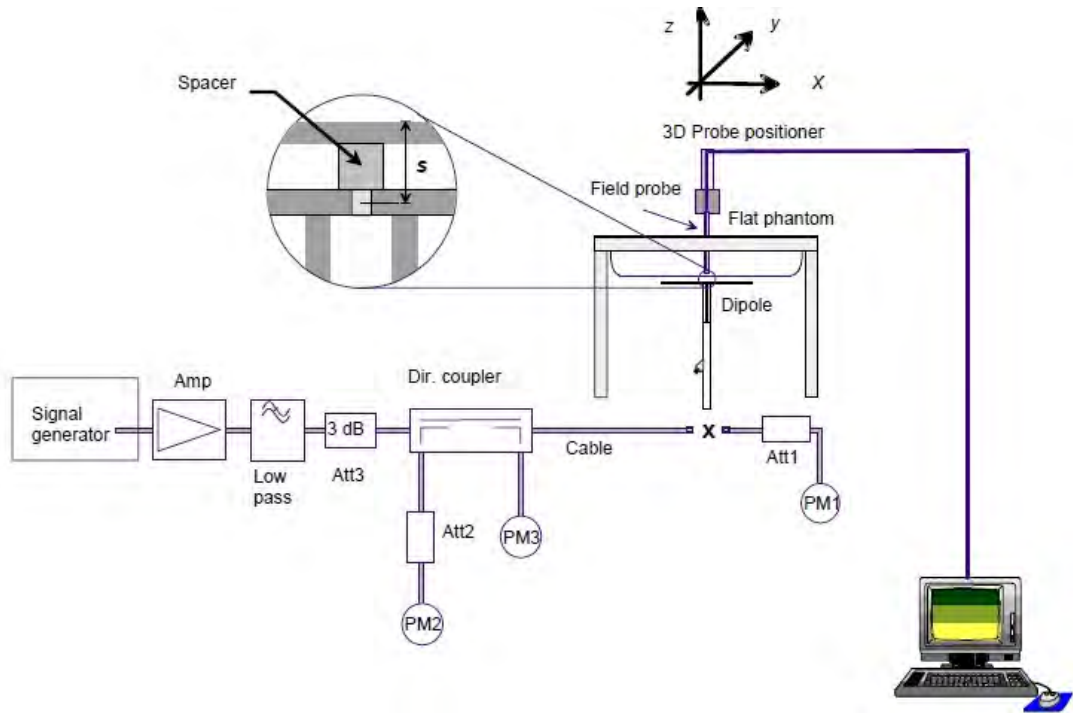 z
y
x
Spacer
s
3D Probe positioner
Field probe
Flat phantom
Dipole
Dir. coupler
Amp
Signal
generator
3 dB
Cable
x
Att1
Low
pass
Att3
PM1
Att2
PM3
PM2